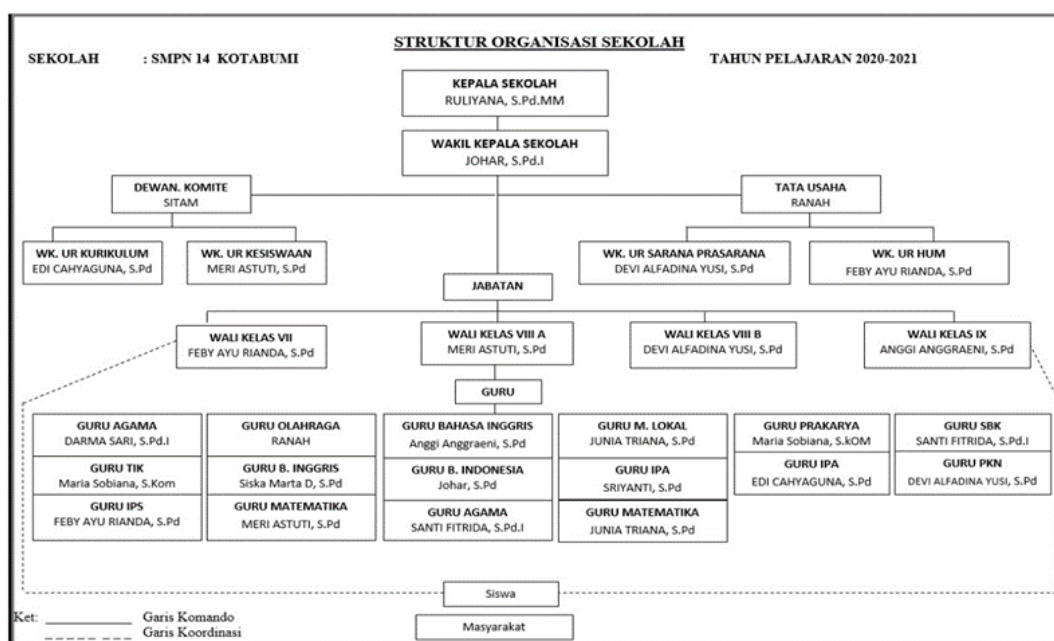 STRUKTUR ORGANISASI SEKOLAH
SEKOLAH : SMPN 14 KOTABUMI
TAHUN PELAJARAN 2020-2021
KEPALA SEKOLAH
RULIYANA, S.Pd.MM
WAKIL KEPALA SEKOLAH
JOHAR, S.Pd.I
DEWAN. KOMITE
SITAM
TATA USAHA
RANAH
WK. UR KURIKULUM
EDI CAHYAGUNA, S.Pd
WK. UR KESISWAAN
MERI ASTUTI, S.Pd
WK. UR SARANA PRASARANA
DEVI ALFADINA YUSI, S.Pd
WK. UR HUM
FEBY AYU RIANDA, S.Pd
JABATAN
WALI KELAS VII
FEBY AYU RIANDA, S.Pd
WALI KELAS VIII A
MERI ASTUTI, S.Pd
WALI KELAS VIII B
DEVI ALFADINA YUSI, S.Pd
WALI KELAS IX
ANGGI ANGGRAENI, S.Pd
GURU
GURU AGAMA
DARMA SARI, S.Pd.I
GURU TIK
Maria Sobiana, S.Kom
GURU IPS
FEBY AYU RIANDA, S.Pd
GURU OLAHRAGA
RANAH
GURU B. INGGRIS
Siska Marta D, S.Pd
GURU MATEMATIKA
MERI ASTUTI, S.Pd
GURU BAHASA INGGRIS
Anggi Anggraeni, S.Pd
GURU B. INDONESIA
Johar, S.Pd
GURU AGAMA
SANTI FITRIDA, S.Pd.I
GURU M. LOKAL
JUNIA TRIANA, S.Pd
GURU IPA
SRIYANTI, S.Pd
GURU MATEMATIKA
JUNIA TRIANA, S.Pd
GURU PRAKARYA
Maria Sobiana, S.kOM
GURU IPA
EDI CAHYAGUNA, S.Pd
GURU SBK
SANTI FITRIDA, S.Pd.I
GURU PKN
DEVI ALFADINA YUSI, S.Pd
Siswa
Masyarakat
Ket: Garis Komando
Garis Koordinasi